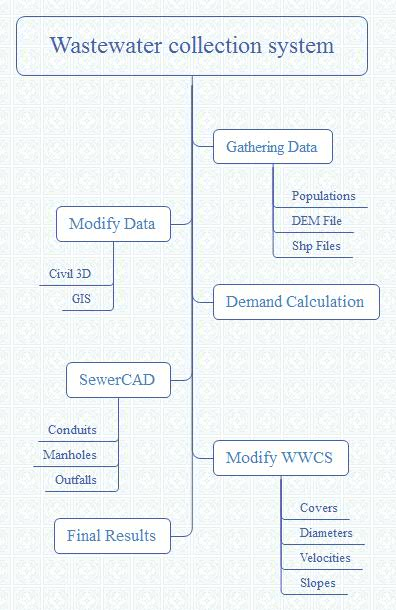 Wastewater collection system
Gathering Data
Populations
DEM File
Shp Files
Modify Data
Civil 3D
GIS
Demand Calculation
SewerCAD
Conduits
Manholes
Outfalls
Modify WWCS
Covers
Diameters
Velocities
Slopes
Final Results